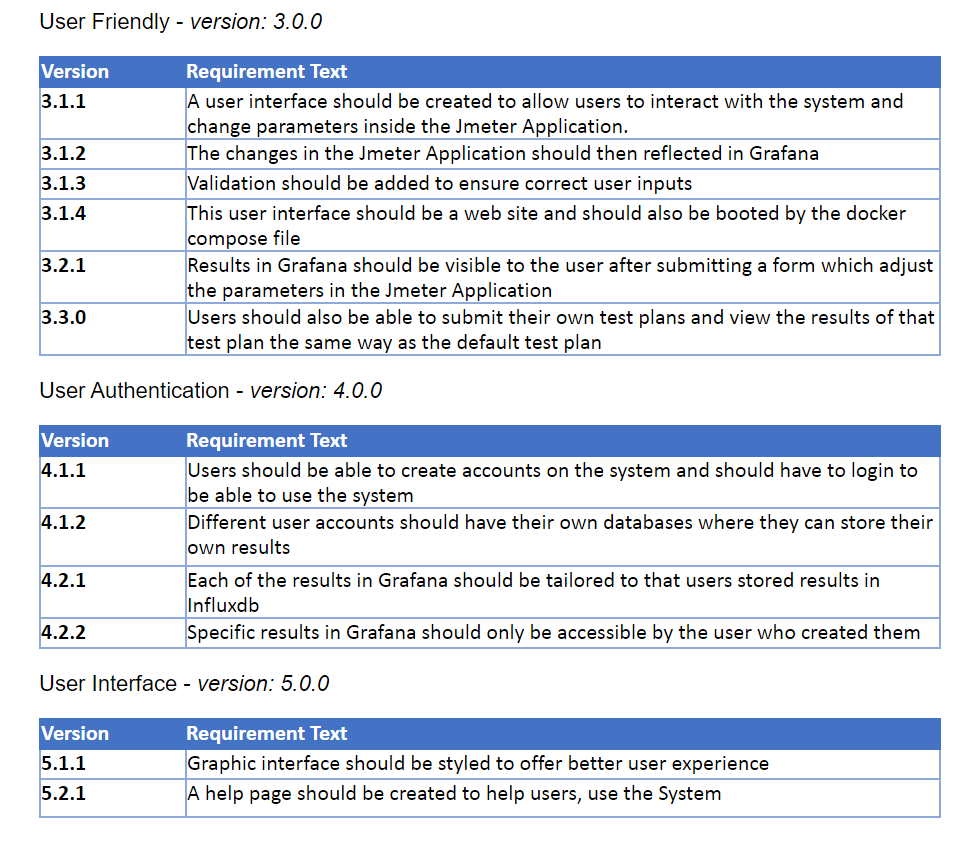 User Friendly - version: 3.0.0
Version Requirement Text
3.1.1 A user interface should be created to allow users to interact with the system and
change parameters inside the Jmeter Application.
3.1.2 The changes in the Jmeter Application should then reflected in Grafana
3.1.3 Validation should be added to ensure correct user inputs
3.1.4 This user interface should be a web site and should also be booted by the docker
compose file
3.2.1 Results in Grafana should be visible to the user after submitting a form which adjust
the parameters in the Jmeter Application
3.3.0 Users should also be able to submit their own test plans and view the results of that
test plan the same way as the default test plan
User Authentication - version: 4.0.0
Version Requirement Text
4.1.1 Users should be able to create accounts on the system and should have to login to
be able to use the system
4.1.2 Different user accounts should have their own databases where they can store their
own results
4.2.1 Each of the results in Grafana should be tailored to that users stored results in
Influxdb
4.2.2 Specific results in Grafana should only be accessible by the user who created them
User Interface - version: 5.0.0
Version Requirement Text
5.1.1 Graphic interface should be styled to offer better user experience
5.2.1 A help page should be created to help users, use the System